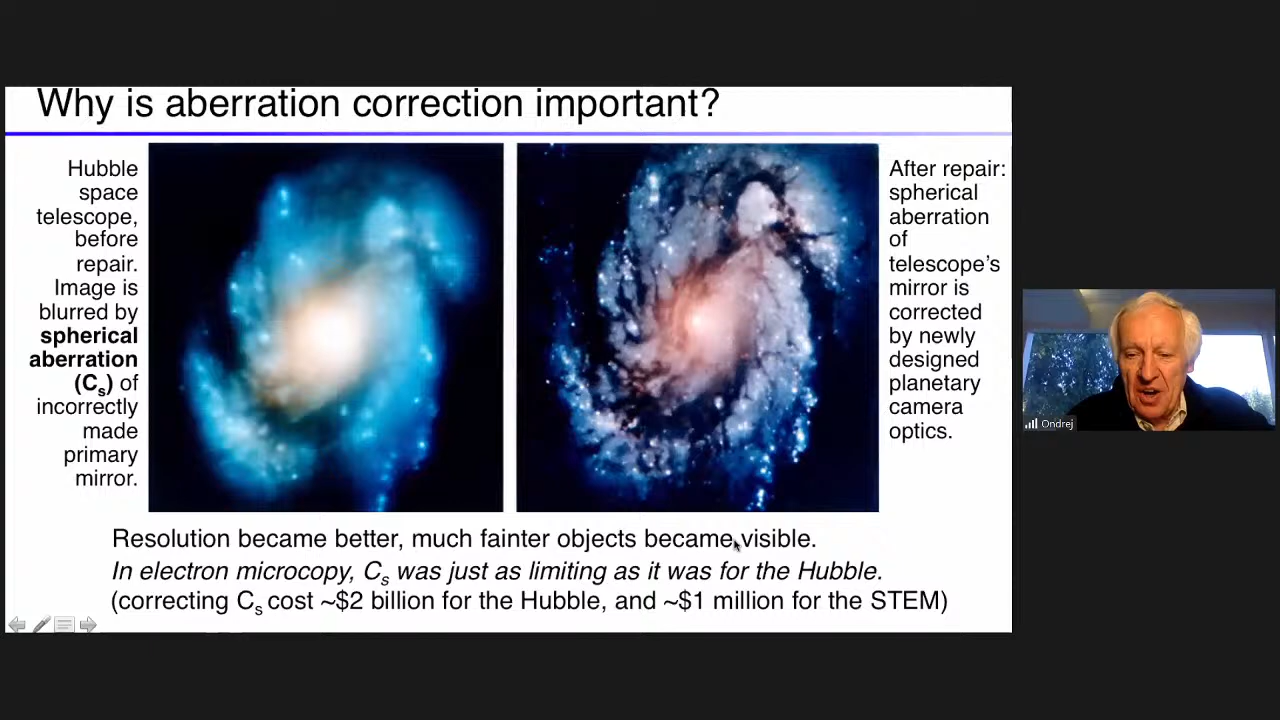 Why is aberration correction important?
Hubble
space
telescope,
before
repair.
Image is
blurred by
spherical
aberration
(Cs) of
incorrectly
made
primary
mirror.
After repair:
spherical
aberration
of
telescope's
mirror is
corrected
by newly
designed
planetary
camera
optics.
Resolution became better, much fainter objects became visible.
In electron microcopy, Cs was just as limiting as it was for the Hubble.
(correcting Cs cost ~$2 billion for the Hubble, and ~$1 million for the STEM)
Ondrej